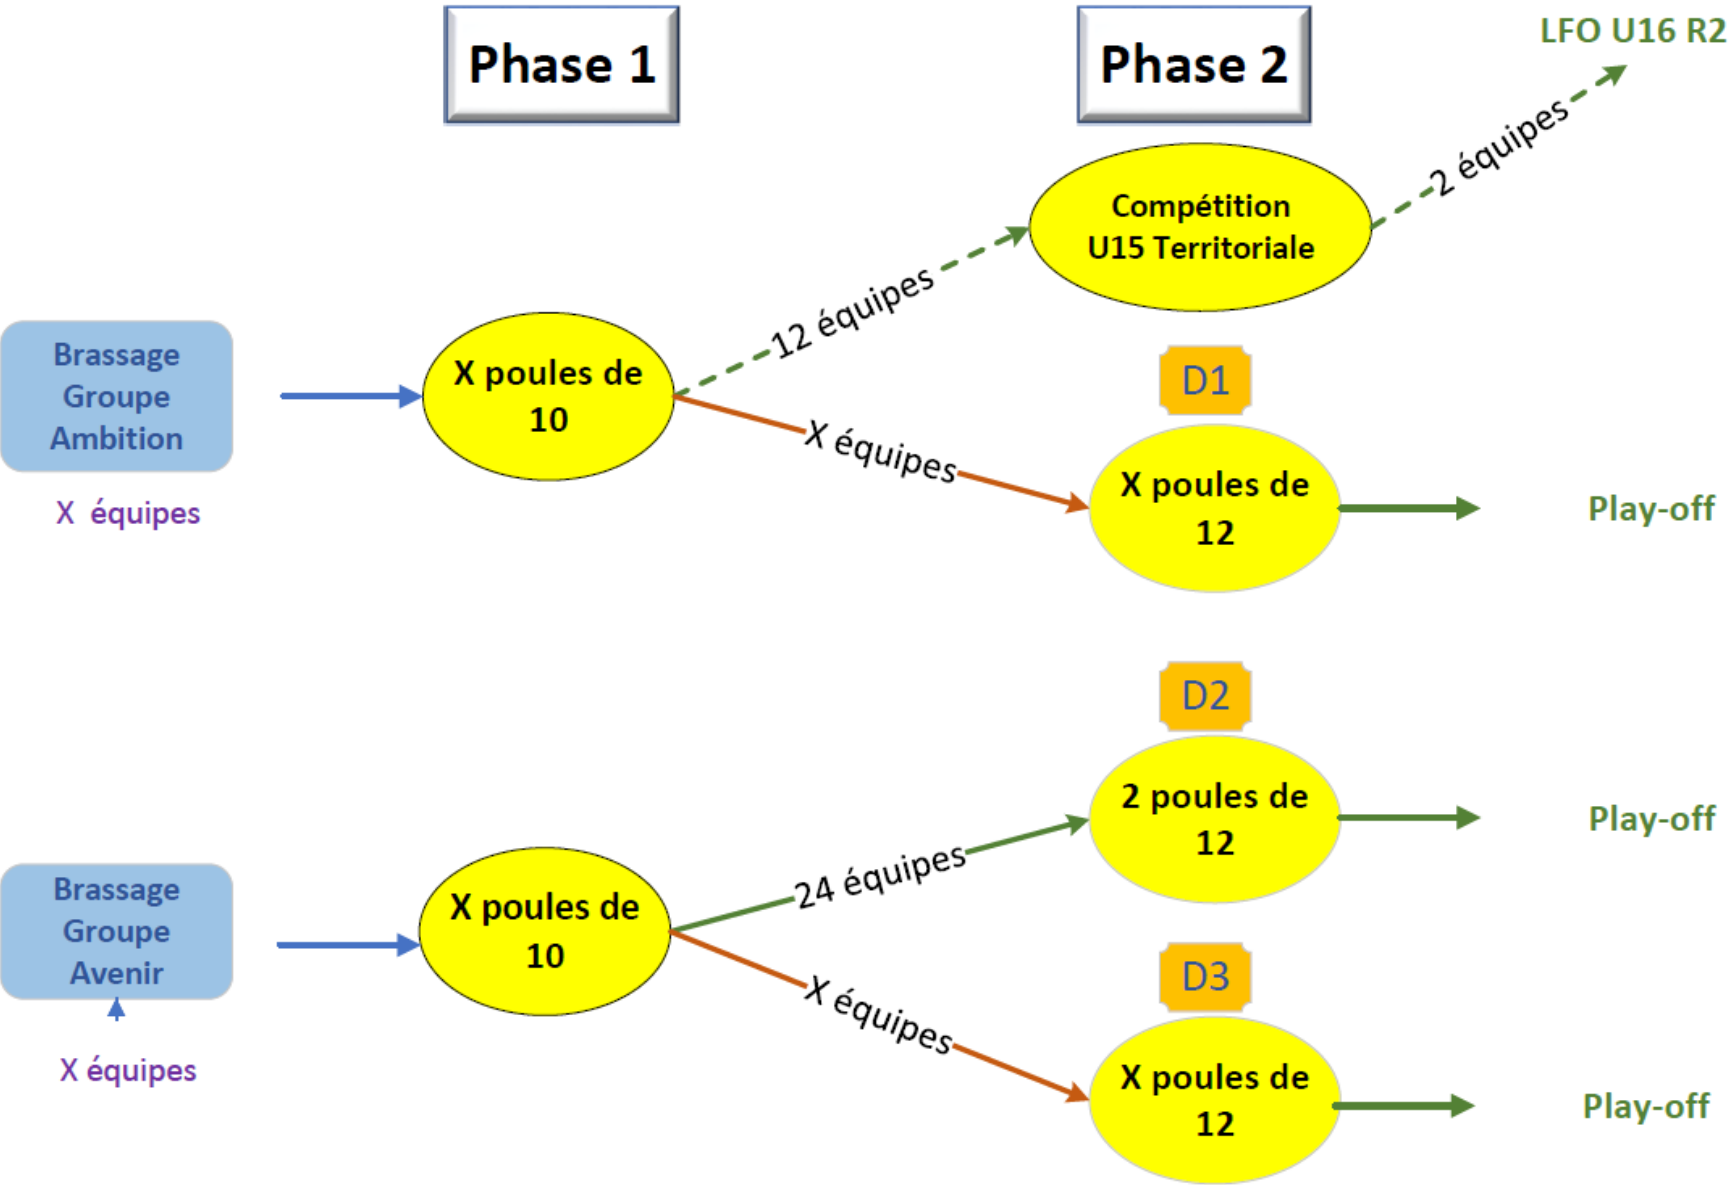 LFO U16 R2
Phase 1
Phase 2
2 équipes
Compétition
U15 Territoriale
12 équipes
Brassage
Groupe
Ambition
X poules de
10
D1
X équipes
X poules de
12
Play-off
X équipes
D2
2 poules de
12
Play-off
24 équipes
Brassage
Groupe
Avenir
X poules de
10
D3
X équipes
X poules de
12
Play-off
X équipes